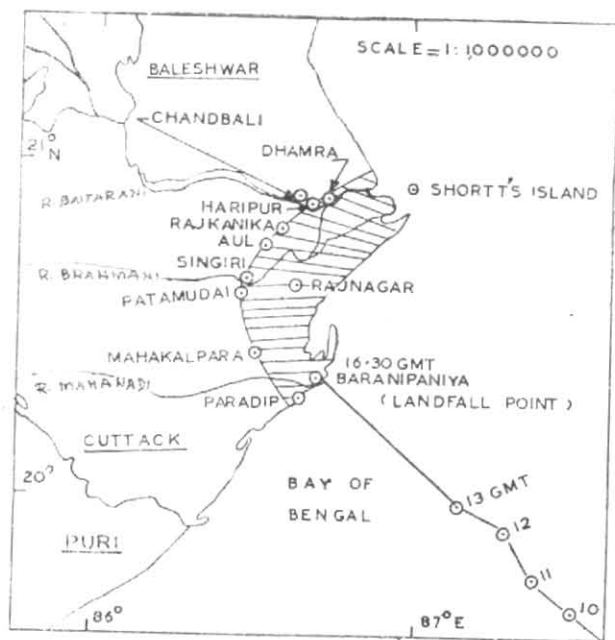 SCALE=1:1,000000
BALESHWAR
CHANDBALI
DHAMRA
21°
N
SHORTT'S ISLAND
R. BAITARANI
HARIPUR
RAJKANIKA
AUL
SINGIRI
R. BRAHMANI
RAJNAGAR
PATAMUDAI
MAHAKALPARA
16·30 GMT
BARANIPANIYA
(LANDFALL POINT)
R. MAHANADI
PARADIP
CUTTACK
20°
BAY OF
BENGAL
13 GMT
12
PURI
11
10
86°
87°E